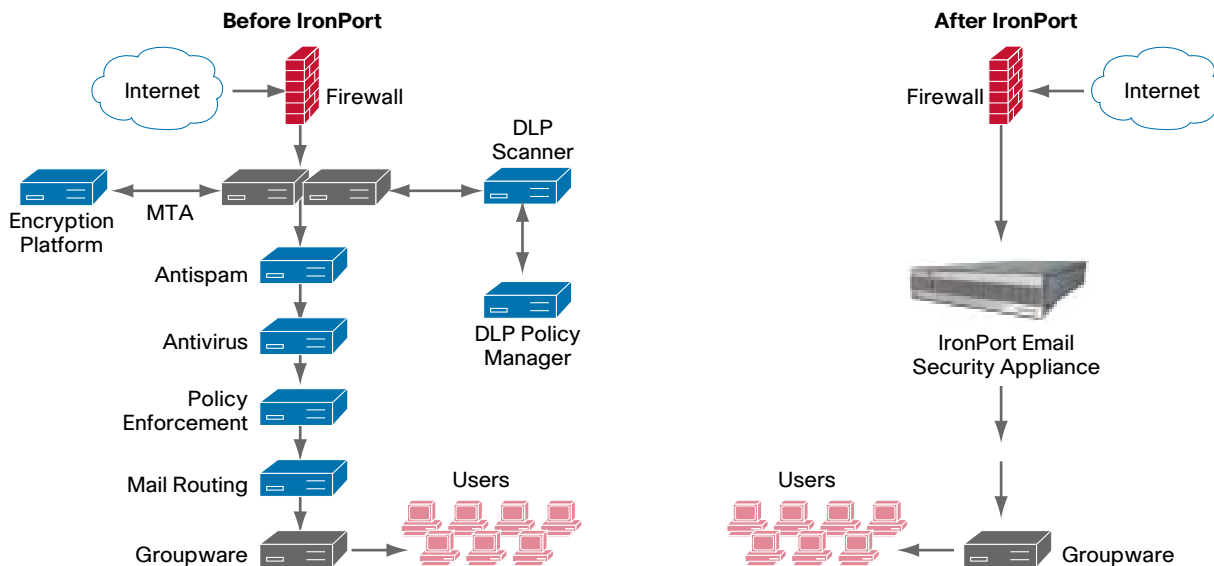 Before IronPort
Internet
Firewall
DLP
Scanner
Encryption
Platform
MTA
Antispam
DLP Policy
Manager
Antivirus
Policy
Enforcement
Mail Routing
Users
Groupware
After IronPort
Firewall
Internet
IronPort Email
Security Appliance
Users
Groupware